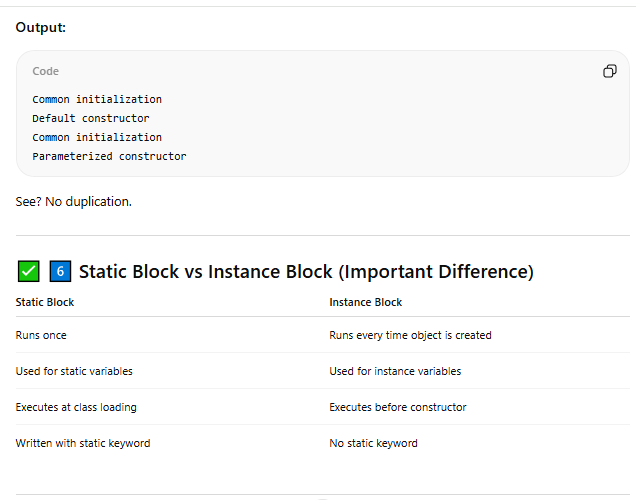 Output:
Code
Common initialization
Default constructor
Common initialization
Parameterized constructor
See? No duplication.
✅ 6 Static Block vs Instance Block (Important Difference)
Static Block Instance Block
Runs once Runs every time object is created
Used for static variables Used for instance variables
Executes at class loading Executes before constructor
Written with static keyword No static keyword